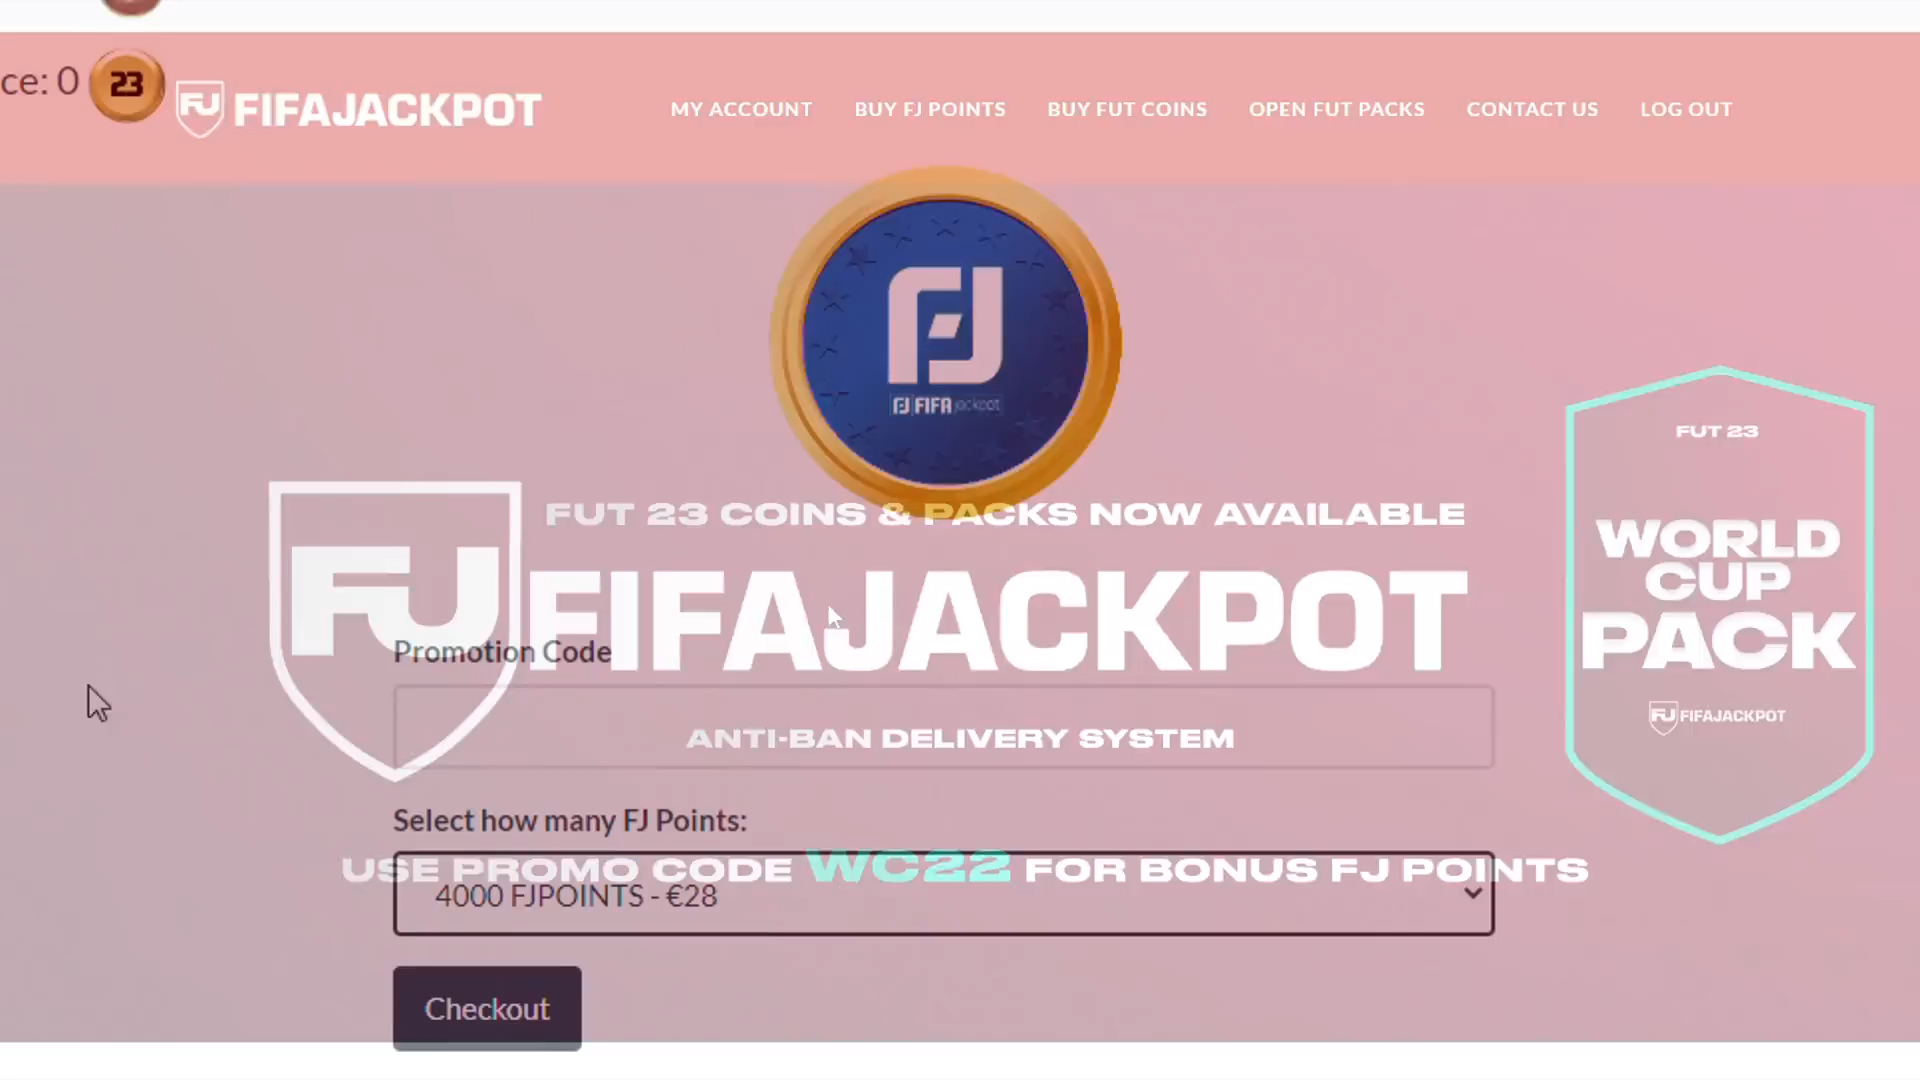 ce: 0
23
FJ FIFAJACKPOT
MY ACCOUNT
BUY FJ POINTS
BUY FUT COINS
OPEN FUT PACKS
CONTACT US
LOG OUT
FJ
FJ FIFA jackpot
FUT 23
FUT 23 COINS & PACKS NOW AVAILABLE
WORLD
CUP
PACK
FJ FIFAJACKPOT
FJ FIFAJACKPOT
Promotion Code
ANTI-BAN DELIVERY SYSTEM
Select how many FJ Points:
USE PROMO CODE WC22 FOR BONUS FJ POINTS
4000 FJPOINTS - €28
Checkout